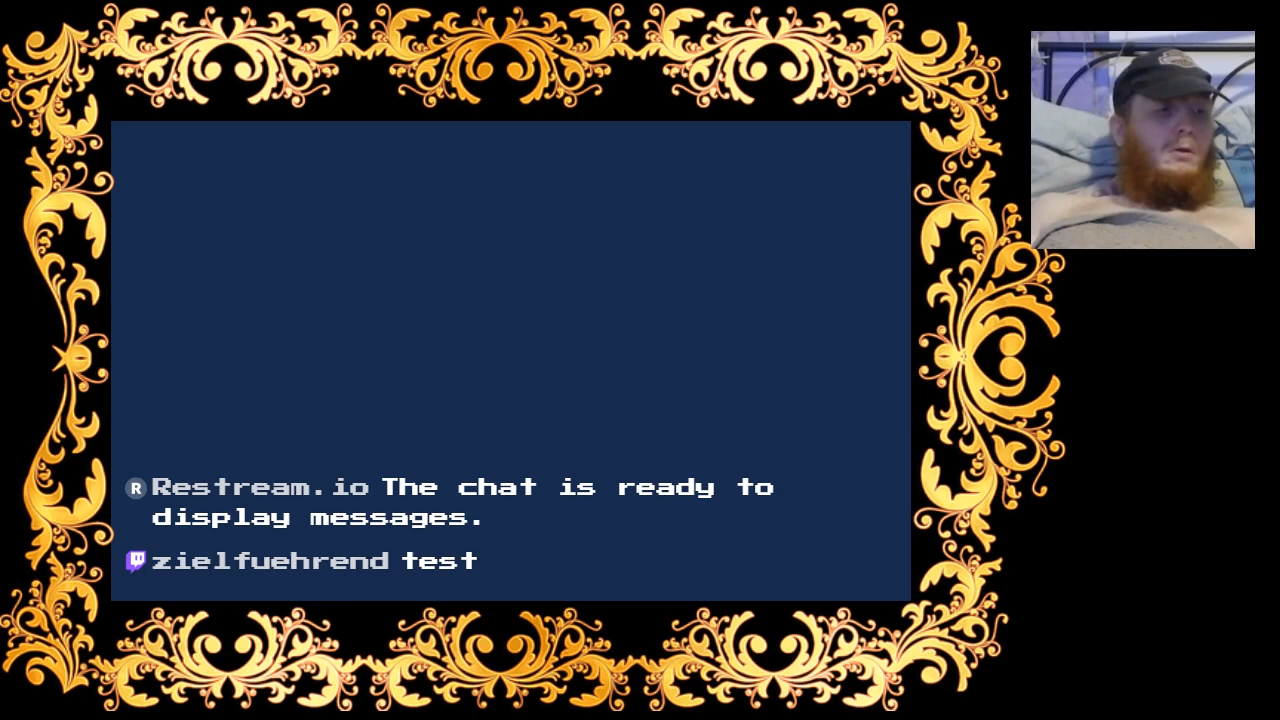 Restream.io The chat is ready to
display messages.
zielfuehrend test